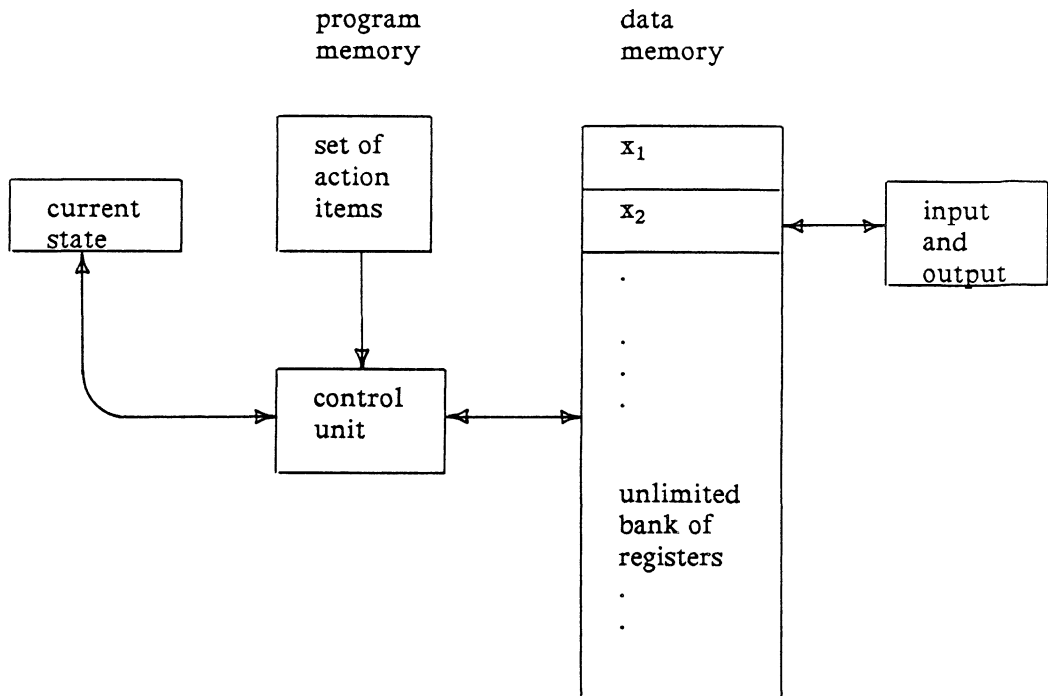 program
memory
data
memory
set of
action
items
x₁
current
state
x₂
input
and
output
.
.
.
.
control
unit
unlimited
bank of
registers
.
.